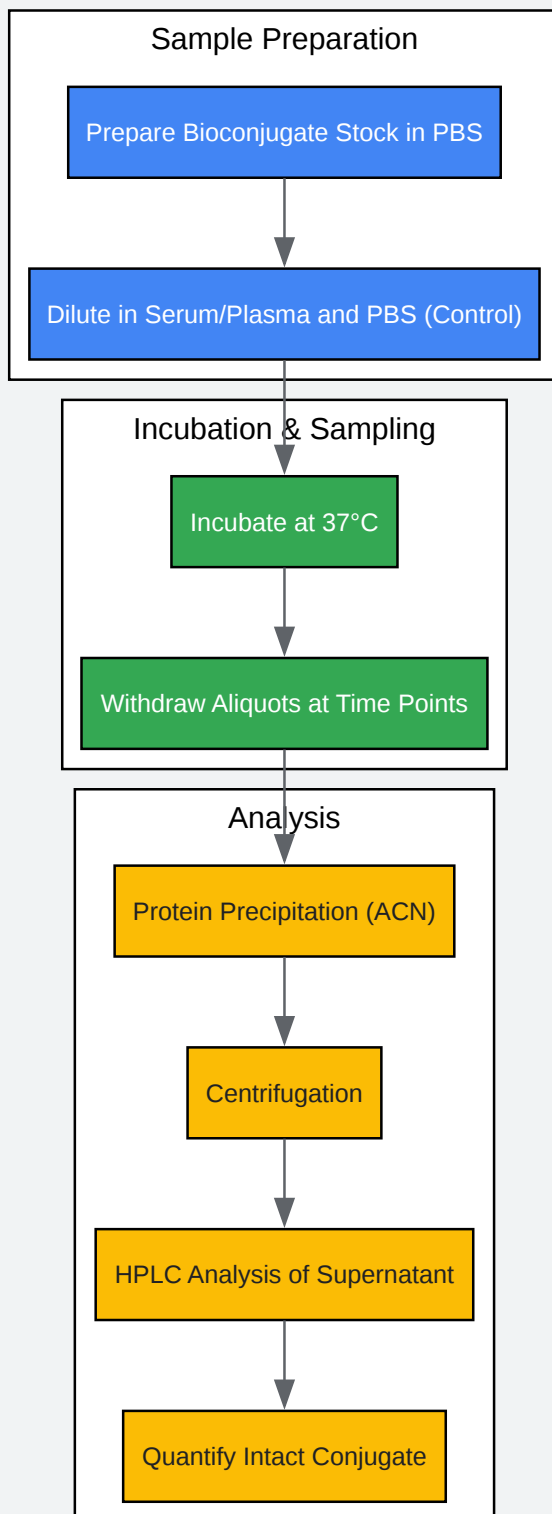 Sample Preparation
Prepare Bioconjugate Stock in PBS
Dilute in Serum/Plasma and PBS (Control)
Incubation & Sampling
Incubate at 37°C
Withdraw Aliquots at Time Points
Analysis
Protein Precipitation (ACN)
Centrifugation
HPLC Analysis of Supernatant
Quantify Intact Conjugate